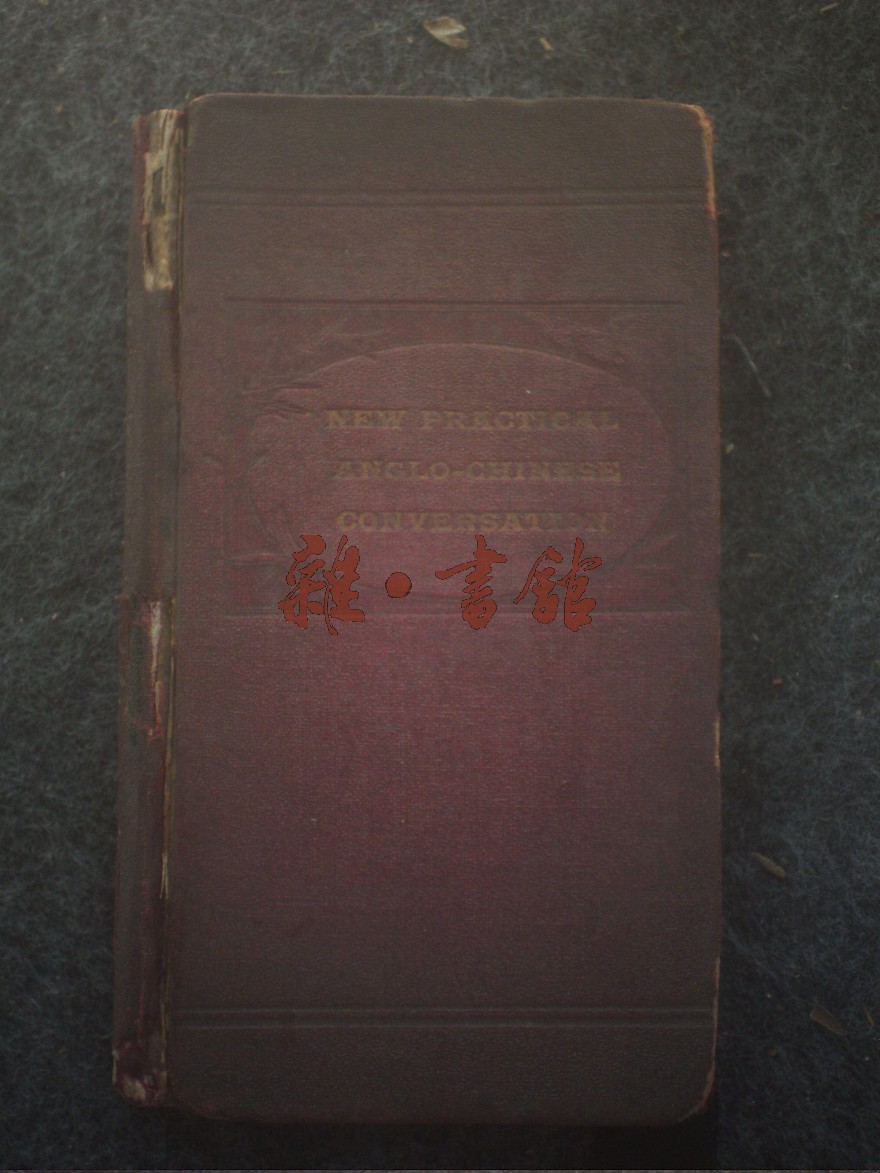 NEW PRACTICAL
ANGLO-CHINESE
CONVERSATION
雜·書館